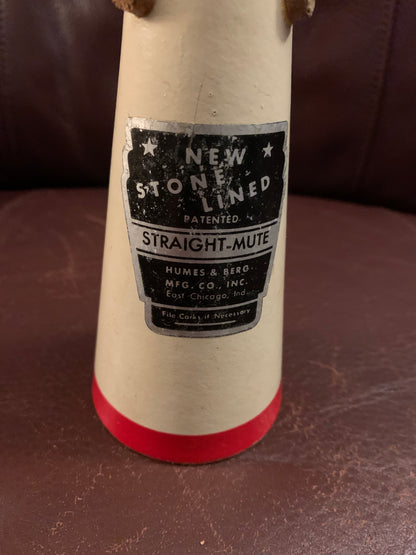 NEW
STONE
LINED
PATENTED
STRAIGHT-MUTE
HUMES & BERG
MFG. CO., INC.
East Chicago, Ind.
File Corks if Necessary